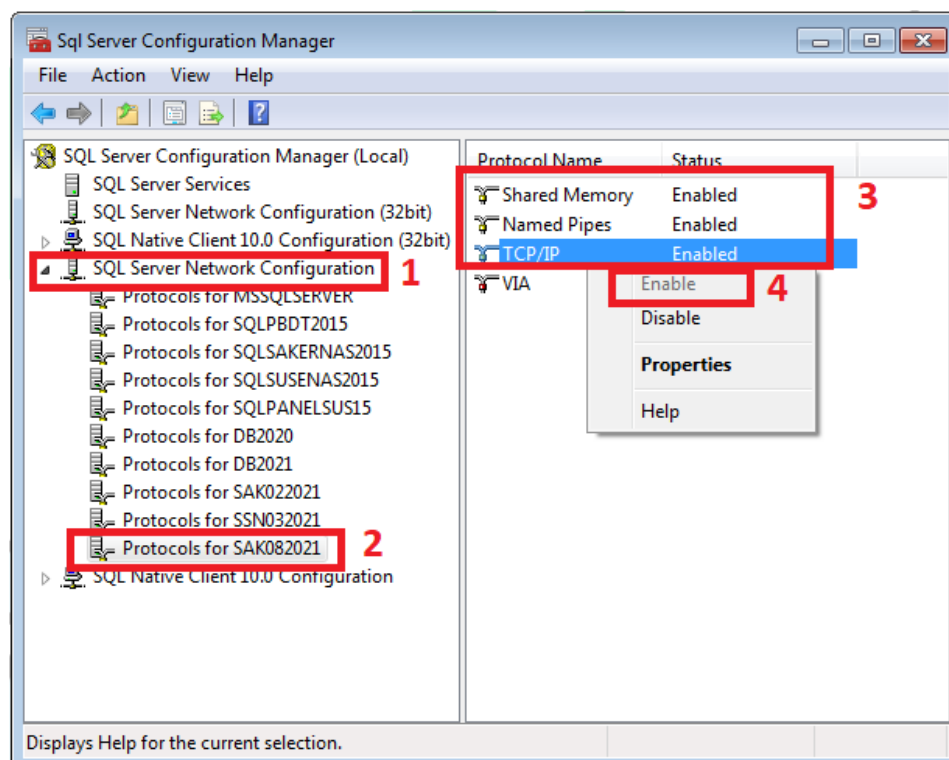 Sql Server Configuration Manager
File Action View Help
SQL Server Configuration Manager (Local)
SQL Server Services
SQL Server Network Configuration (32bit)
SQL Native Client 10.0 Configuration (32bit)
SQL Server Network Configuration 1
Protocols for MSSQLSERVER
Protocols for SQLPBDT2015
Protocols for SQLSAKERNAS2015
Protocols for SQLSUSENAS2015
Protocols for SQLPANELSUS15
Protocols for DB2020
Protocols for DB2021
Protocols for SAK022021
Protocols for SSN032021
Protocols for SAK082021 2
SQL Native Client 10.0 Configuration
Protocol Name Status
Shared Memory Enabled 3
Named Pipes Enabled
TCP/IP Enabled
VIA
Enable 4
Disable
Properties
Help
Displays Help for the current selection.